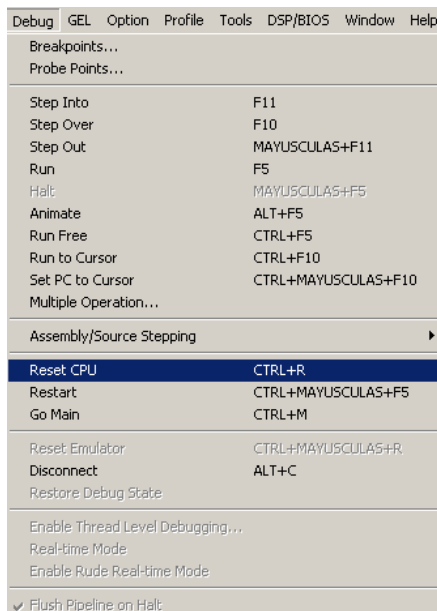 Debug GEL Option Profile Tools DSP/BIOS Window Help
Breakpoints...
Probe Points...
Step Into F11
Step Over F10
Step Out MAYUSCULAS+F11
Run F5
Halt MAYUSCULAS+F5
Animate ALT+F5
Run Free CTRL+F5
Run to Cursor CTRL+F10
Set PC to Cursor CTRL+MAYUSCULAS+F10
Multiple Operation...
Assembly/Source Stepping
Reset CPU CTRL+R
Restart CTRL+MAYUSCULAS+F5
Go Main CTRL+M
Reset Emulator CTRL+MAYUSCULAS+R
Disconnect ALT+C
Restore Debug State
Enable Thread Level Debugging...
Real-time Mode
Enable Rude Real-time Mode
Flush Pipeline on Halt